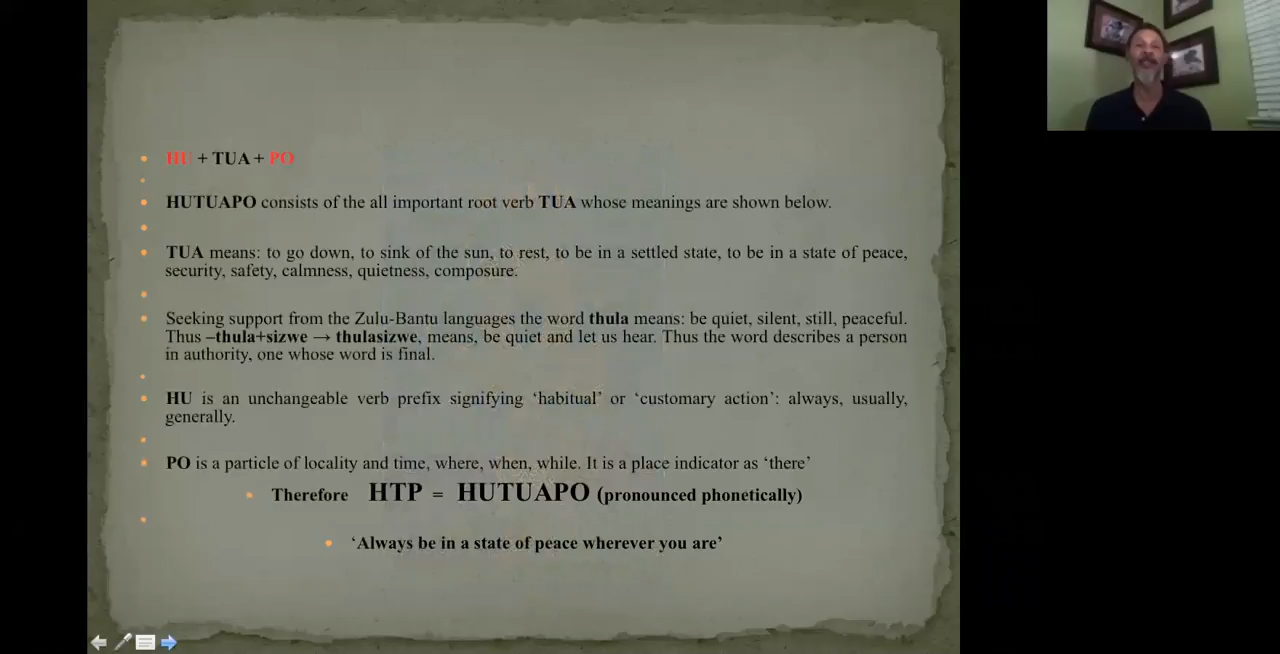 HU + TUA + PO
HUTUAPO consists of the all important root verb TUA whose meanings are shown below.
TUA means: to go down, to sink of the sun, to rest, to be in a settled state, to be in a state of peace,
security, safety, calmness, quietness, composure.
Seeking support from the Zulu-Bantu languages the word thula means: be quiet, silent, still, peaceful.
Thus –thula+sizwe → thulasizwe, means, be quiet and let us hear. Thus the word describes a person
in authority, one whose word is final.
HU is an unchangeable verb prefix signifying ‘habitual’ or ‘customary action’: always, usually,
generally.
PO is a particle of locality and time, where, when, while. It is a place indicator as ‘there’
Therefore HTP = HUTUAPO (pronounced phonetically)
‘Always be in a state of peace wherever you are’